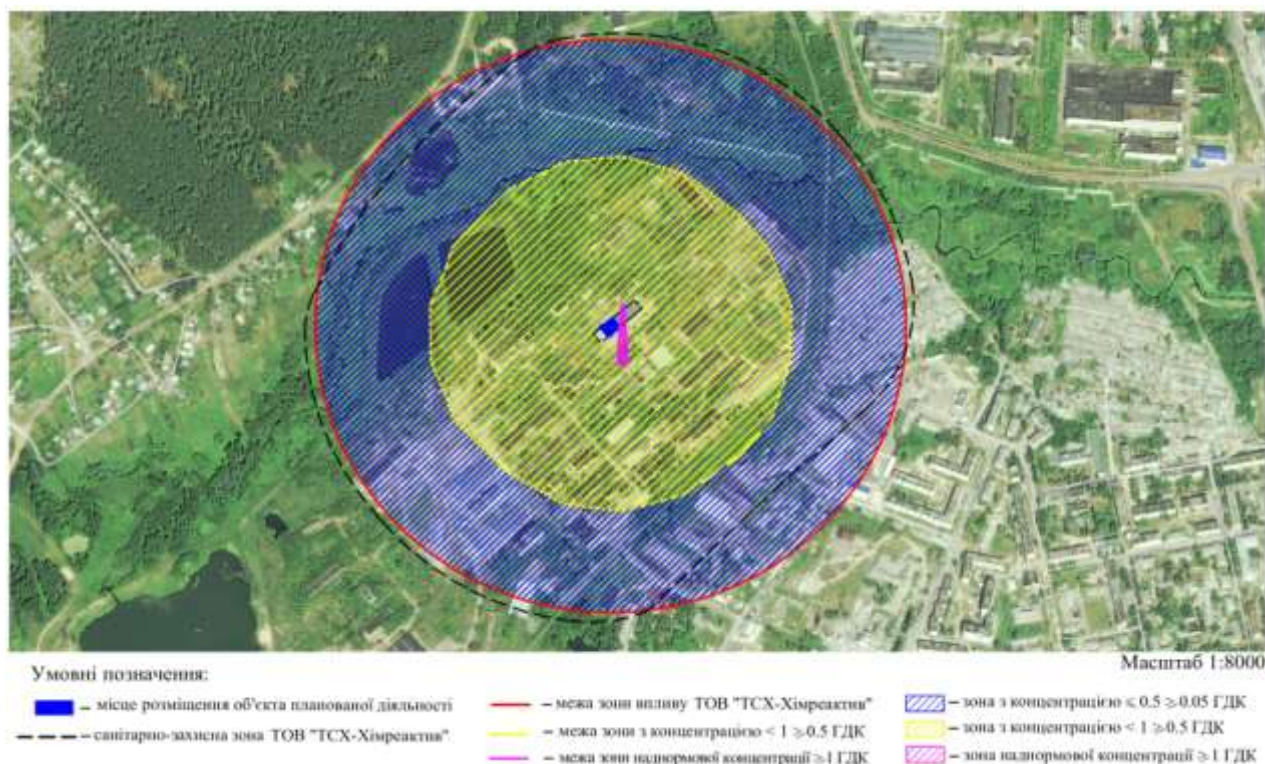 Масштаб 1:8000
Умовні позначення:
– місце розміщення об'єкта планованої діяльності
– санітарно-захисна зона ТОВ "ТСХ-Хімреактив"
– межа зони впливу ТОВ "ТСХ-Хімреактив"
– межа зони з концентрацією < 1 ≥ 0.5 ГДК
– межа зони наднормової концентрації ≥ 1 ГДК
– зона з концентрацією ⩽ 0.5 ≥ 0.05 ГДК
– зона з концентрацією < 1 ≥ 0.5 ГДК
– зона наднормової концентрації ≥ 1 ГДК